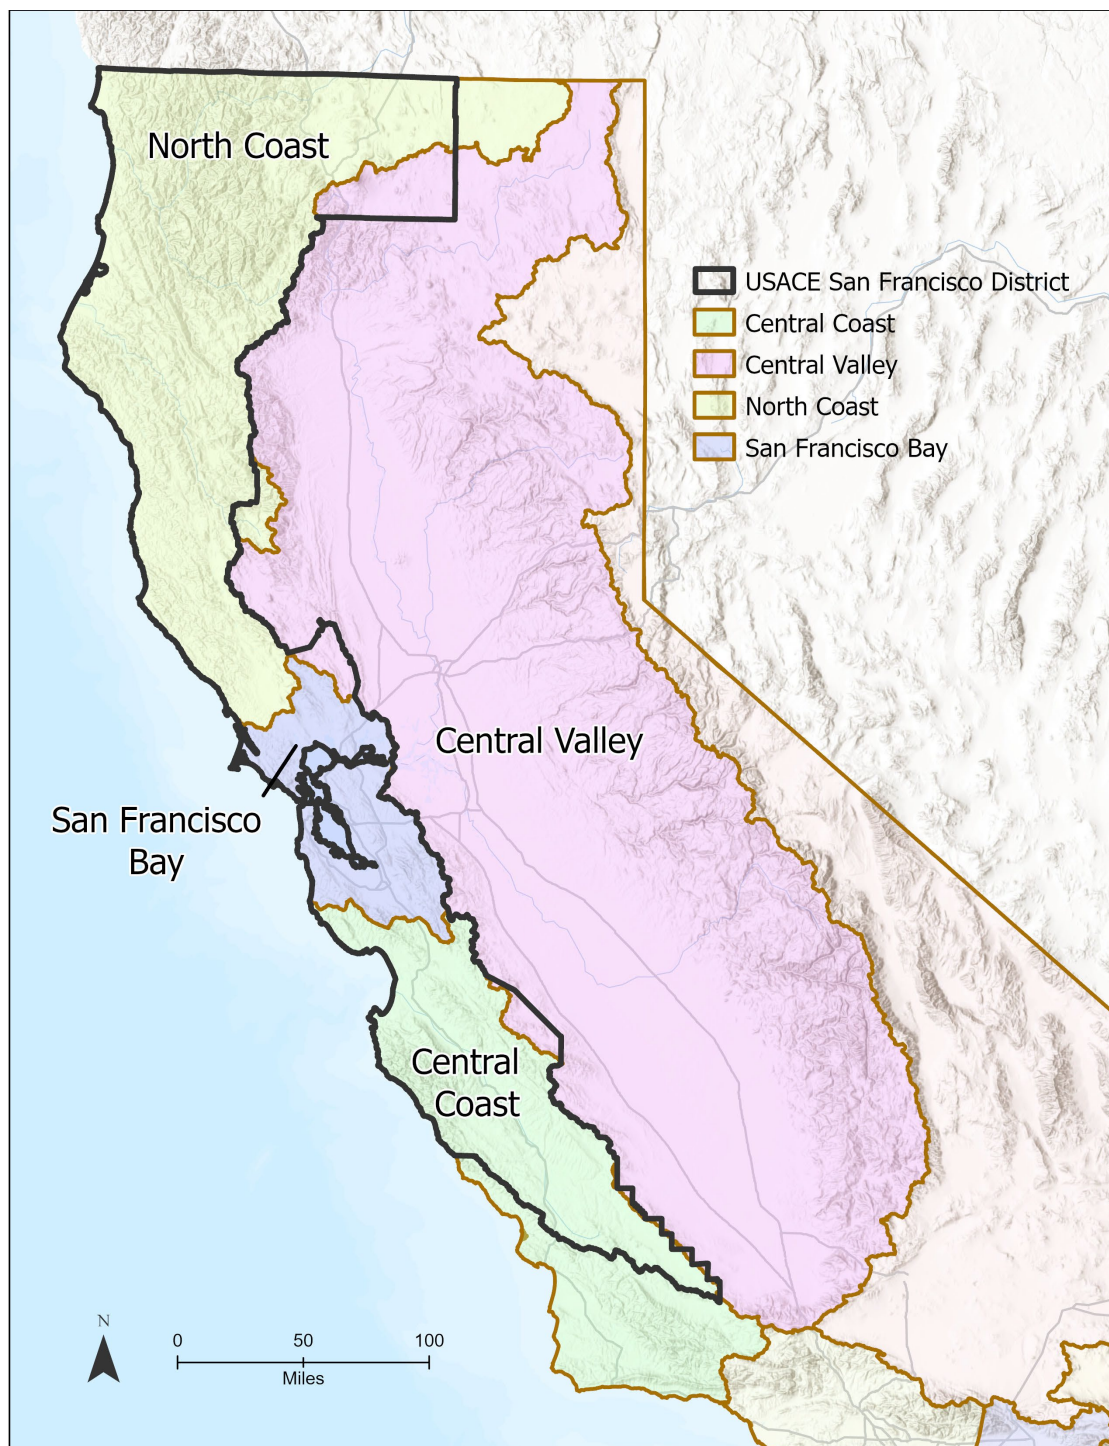 North Coast
USACE San Francisco District
Central Coast
Central Valley
North Coast
San Francisco Bay
Central Valley
San Francisco
Bay
Central
Coast
N
0 50 100
Miles